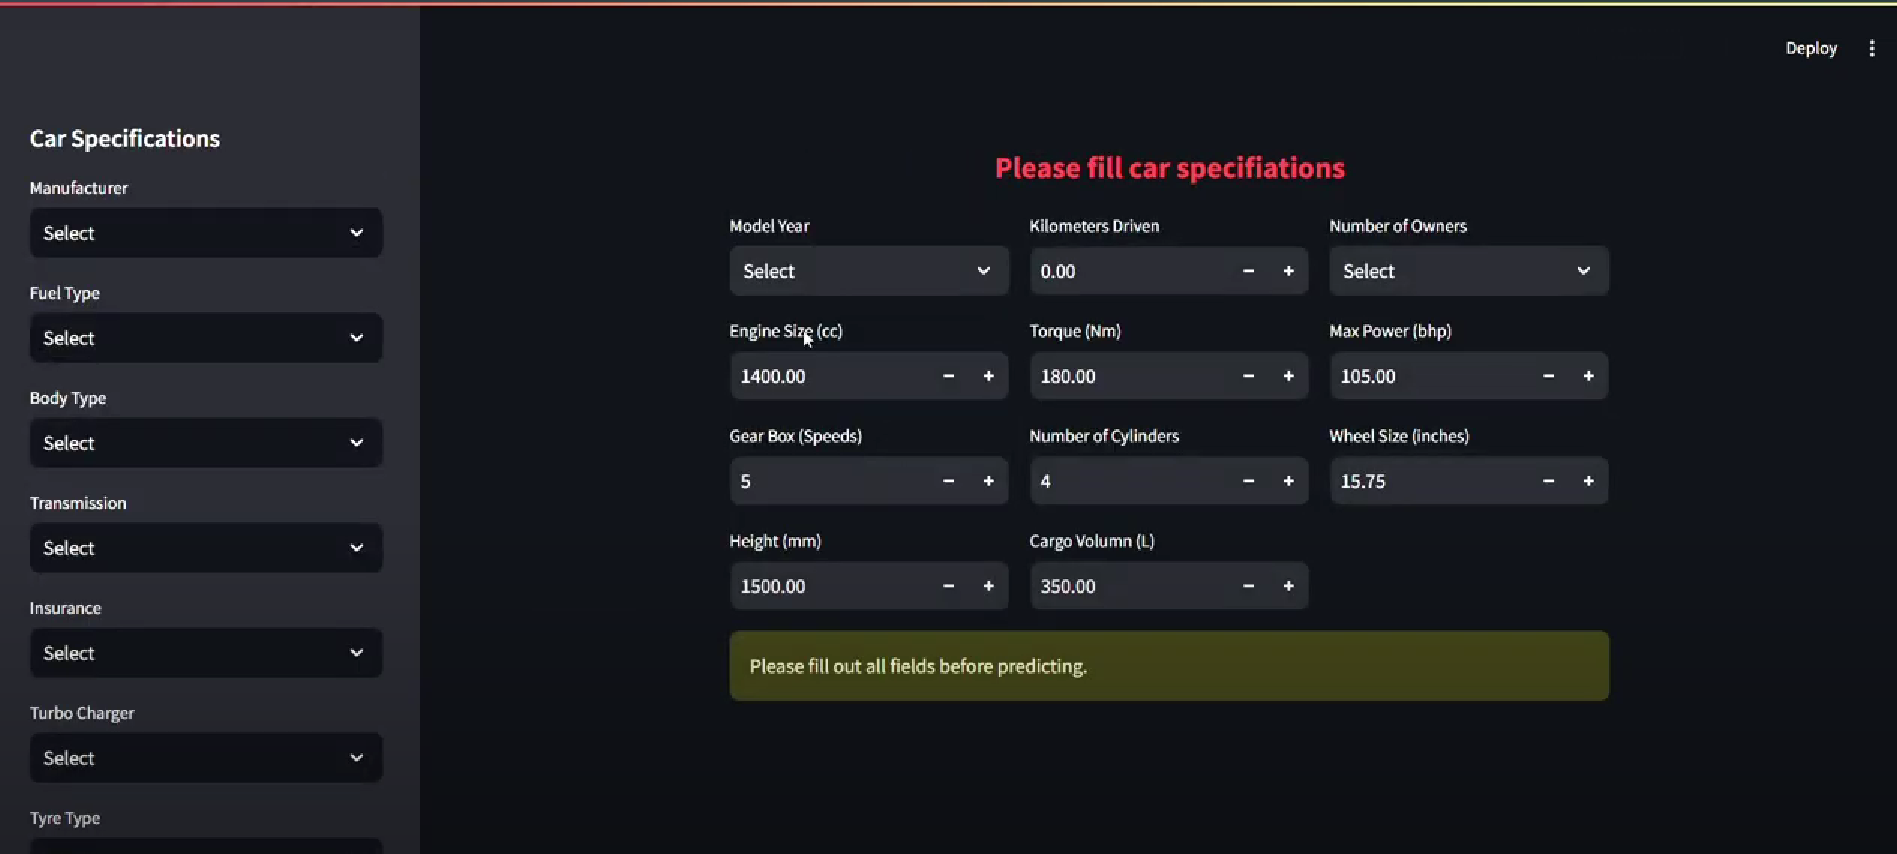 Deploy
Car Specifications
Manufacturer
Select
Fuel Type
Select
Body Type
Select
Transmission
Select
Insurance
Select
Turbo Charger
Select
Tyre Type
Please fill car specifiations
Model Year Kilometers Driven Number of Owners
Select 0.00 Select
Engine Size (cc) Torque (Nm) Max Power (bhp)
1400.00 180.00 105.00
Gear Box (Speeds) Number of Cylinders Wheel Size (inches)
5 4 15.75
Height (mm) Cargo Volumn (L)
1500.00 350.00
Please fill out all fields before predicting.